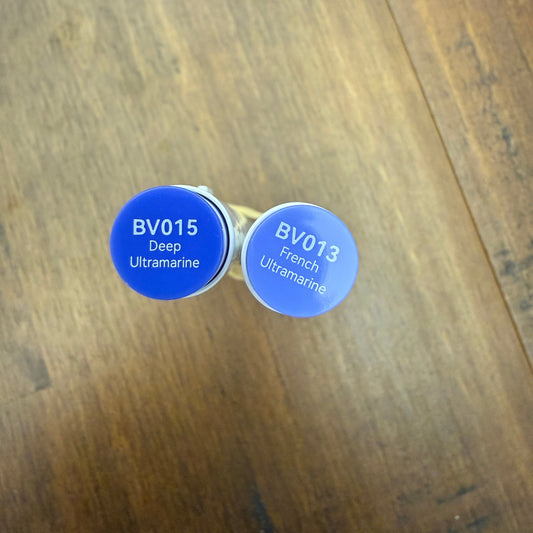 BV015
Deep
Ultramarine
BV013
French
Ultramarine